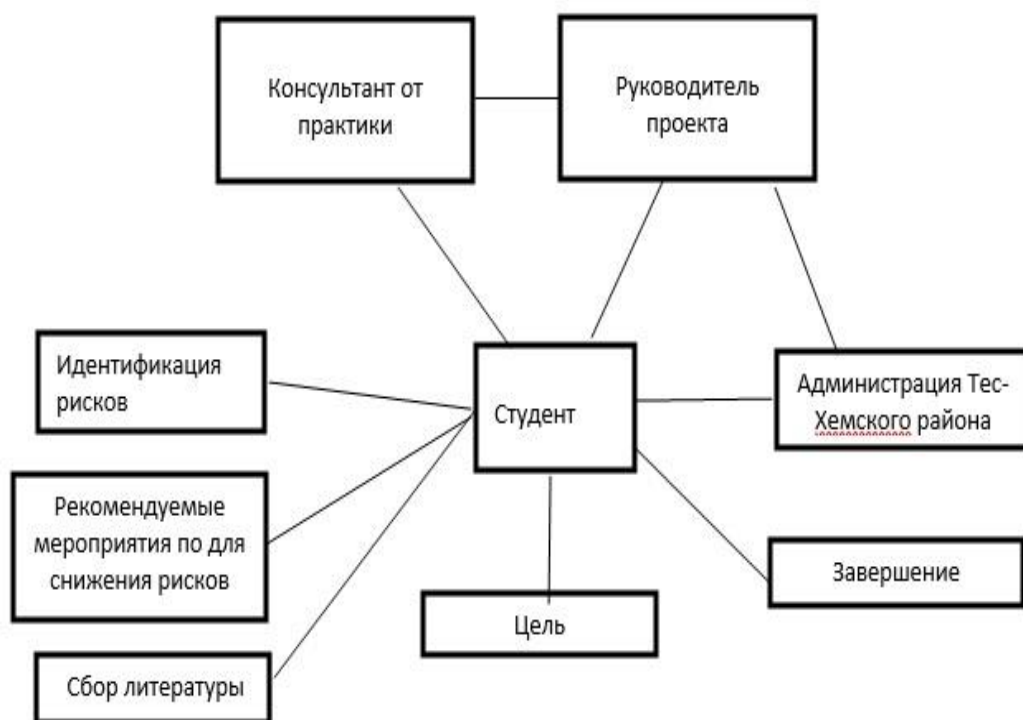 Консультант от
практики
Руководитель
проекта
Идентификация
рисков
Студент
Администрация Тес-
Хемского района
Рекомендуемые
мероприятия по для
снижения рисков
Завершение
Цель
Сбор литературы